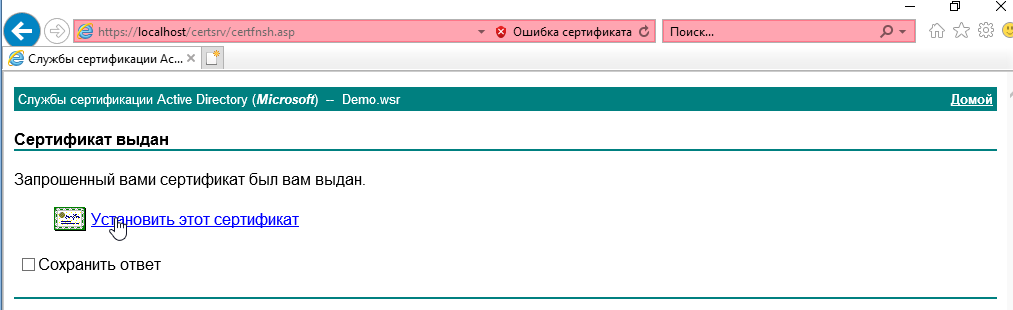 https://localhost/certsrv/certfnsh.asp Ошибка сертификата Поиск...
Службы сертификации Ac...
Службы сертификации Active Directory (Microsoft) -- Demo.wsr Домой
Сертификат выдан
Запрошенный вами сертификат был вам выдан.
Установить этот сертификат
Сохранить ответ